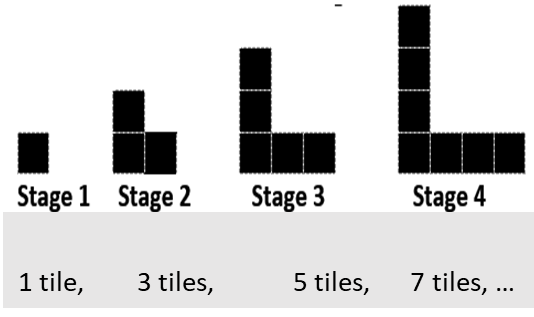 Stage 1 Stage 2 Stage 3 Stage 4
1 tile, 3 tiles, 5 tiles, 7 tiles, ...